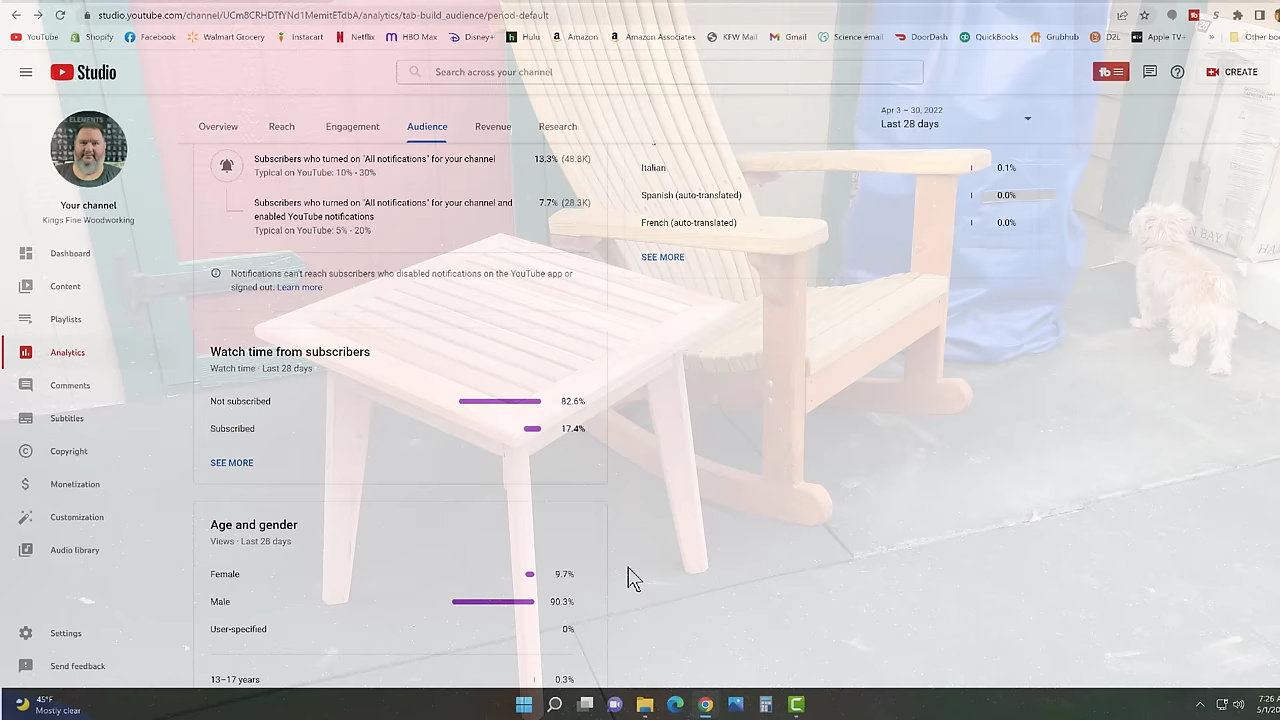 studio.youtube.com/channel/UCm8CRHDTfYNd1MemitETdbA/analytics/tab-build_audience/period-default
YouTube Shopify Facebook Walmart Grocery Instacart Netflix HBO Max Disney+ Hulu Amazon Amazon Associates KFW Mail Gmail Science email DoorDash QuickBooks Grubhub D2L Apple TV+ » Other
Studio
Search across your channel
CREATE
Apr 3 – 30, 2022
Last 28 days
Overview Reach Engagement Audience Revenue Research
ELEMENTS
Your channel
Kings Fine Woodworking
Dashboard
Content
Playlists
Analytics
Comments
Subtitles
Copyright
Monetization
Customization
Audio library
Settings
Send feedback
Subscribers who turned on "All notifications" for your channel 13.3% (48.8K)
Typical on YouTube: 10% - 30%
Subscribers who turned on "All notifications" for your channel and 7.7% (28.3K)
enabled YouTube notifications
Typical on YouTube: 5% - 20%
Notifications can't reach subscribers who disabled notifications on the YouTube app or
signed out. Learn more
Watch time from subscribers
Watch time · Last 28 days
Not subscribed 82.6%
Subscribed 17.4%
SEE MORE
Age and gender
Views · Last 28 days
Female 9.7%
Male 90.3%
User-specified 0%
13–17 years 0.3%
Italian 0.1%
Spanish (auto-translated) 0.0%
French (auto-translated) 0.0%
SEE MORE
45°F
Mostly clear
7:26